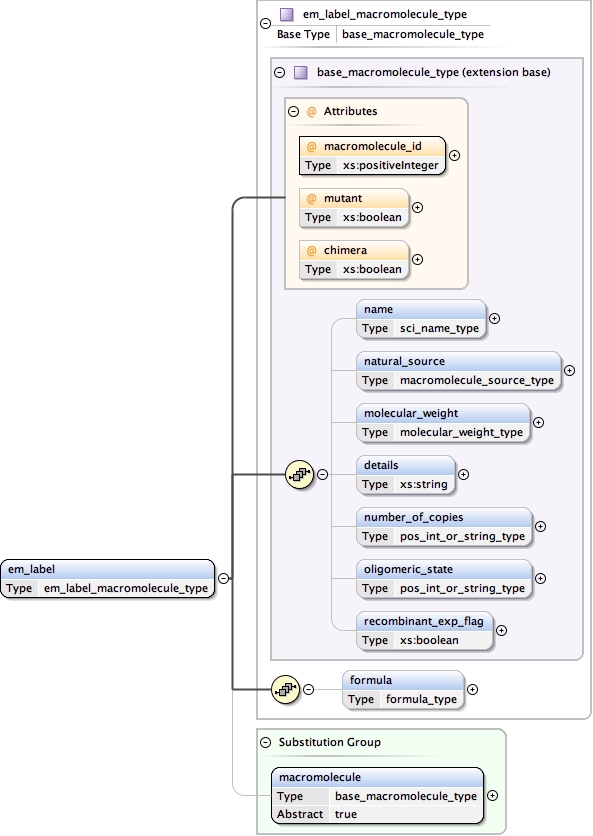 em_label_macromolecule_type
Base Type base_macromolecule_type
base_macromolecule_type (extension base)
@ Attributes
@ macromolecule_id
Type xs:positiveInteger
@ mutant
Type xs:boolean
@ chimera
Type xs:boolean
name
Type sci_name_type
natural_source
Type macromolecule_source_type
molecular_weight
Type molecular_weight_type
details
Type xs:string
number_of_copies
Type pos_int_or_string_type
oligomeric_state
Type pos_int_or_string_type
recombinant_exp_flag
Type xs:boolean
em_label
Type em_label_macromolecule_type
formula
Type formula_type
Substitution Group
macromolecule
Type base_macromolecule_type
Abstract true